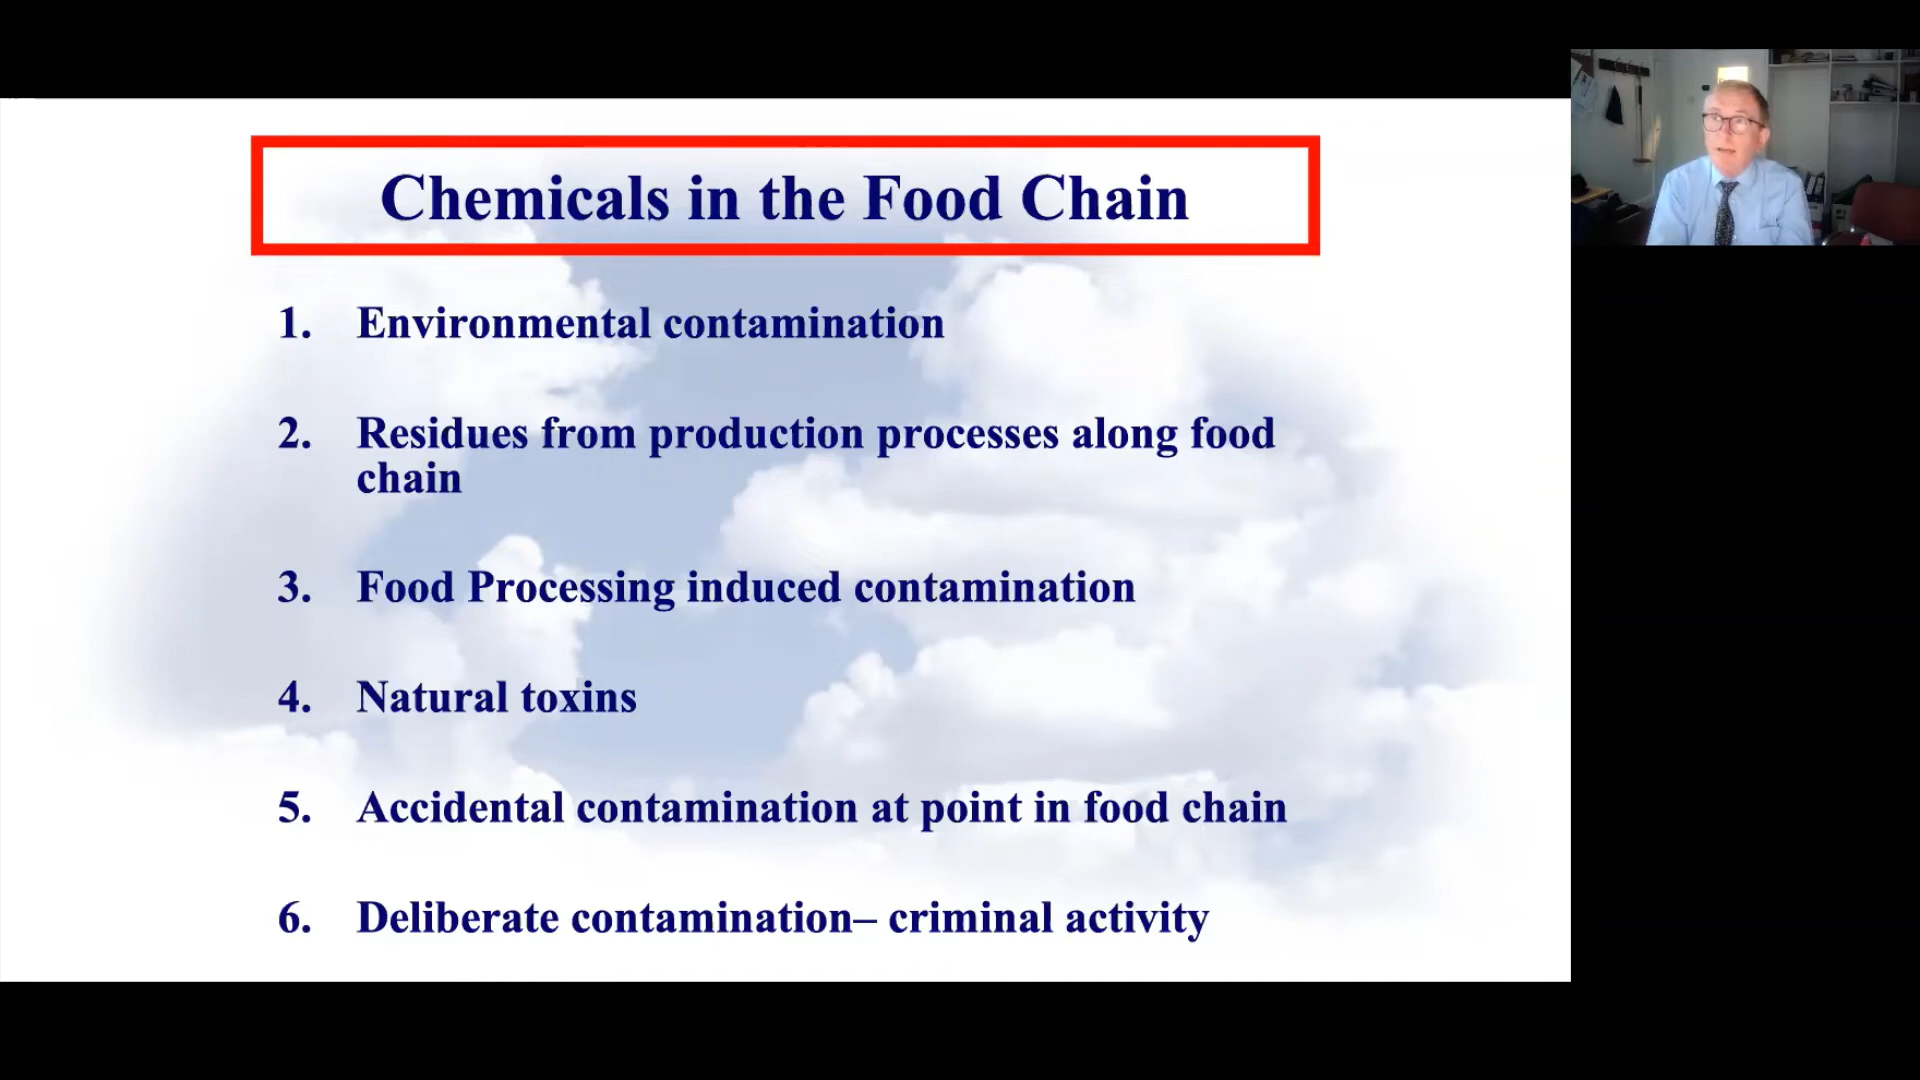 Chemicals in the Food Chain
1. Environmental contamination
2. Residues from production processes along food
chain
3. Food Processing induced contamination
4. Natural toxins
5. Accidental contamination at point in food chain
6. Deliberate contamination– criminal activity